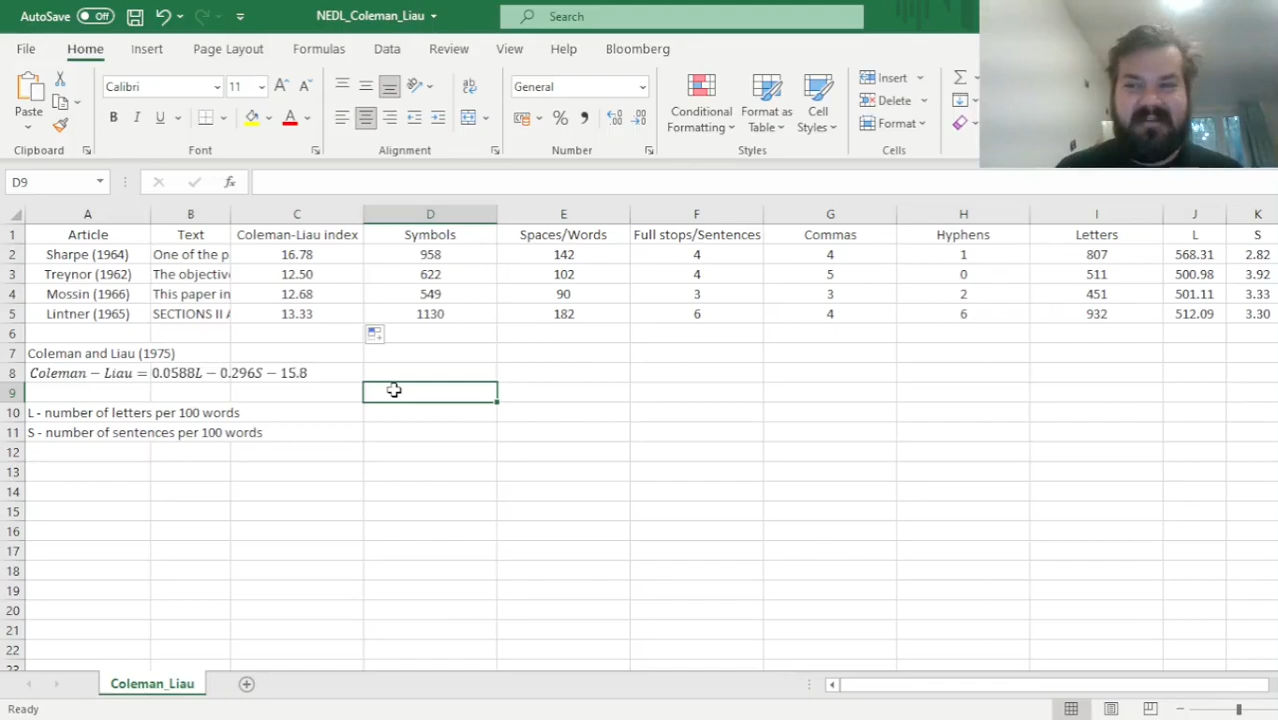 AutoSave Off NEDL_Coleman_Liau Search
File Home Insert Page Layout Formulas Data Review View Help Bloomberg
Paste Calibri 11 General Conditional Formatting Format as Table Cell Styles Insert Delete Format
Clipboard Font Alignment Number Styles Cells
D9 fx
A B C D E F G H I J K
1 Article Text Coleman-Liau index Symbols Spaces/Words Full stops/Sentences Commas Hyphens Letters L S
2 Sharpe (1964) One of the p 16.78 958 142 4 4 1 807 568.31 2.82
3 Treynor (1962) The objective 12.50 622 102 4 5 0 511 500.98 3.92
4 Mossin (1966) This paper in 12.68 549 90 3 3 2 451 501.11 3.33
5 Lintner (1965) SECTIONS II A 13.33 1130 182 6 4 6 932 512.09 3.30
6
7 Coleman and Liau (1975)
8 Coleman − Liau = 0.0588L − 0.296S − 15.8
9
10 L - number of letters per 100 words
11 S - number of sentences per 100 words
12
13
14
15
16
17
18
19
20
21
22
23
Coleman_Liau
Ready